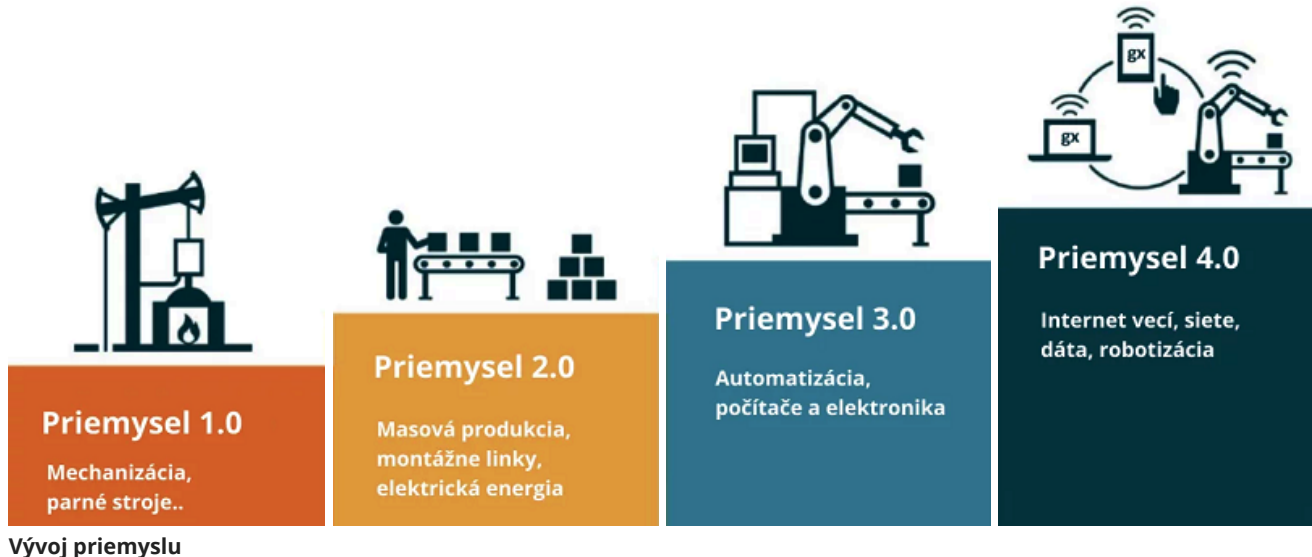 Priemysel 1.0
Mechanizácia,
parné stroje..
Priemysel 2.0
Masová produkcia,
montážne linky,
elektrická energia
Priemysel 3.0
Automatizácia,
počítače a elektronika
gx
gx
Priemysel 4.0
Internet vecí, siete,
dáta, robotizácia
Vývoj priemyslu